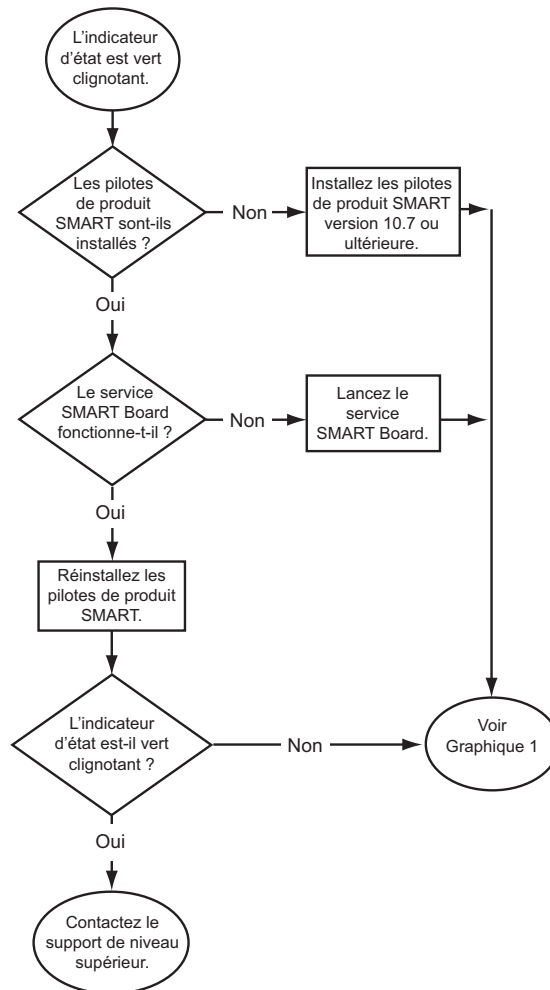 L’indicateur
d’état est vert
clignotant.
Les pilotes
de produit
SMART sont-ils
installés ?
Non
Installez les pilotes
de produit SMART
version 10.7 ou
ultérieure.
Oui
Le service
SMART Board
fonctionne-t-il ?
Non
Lancez le
service
SMART Board.
Oui
Réinstallez les
pilotes de produit
SMART.
L’indicateur
d’état est-il vert
clignotant ?
Non
Voir
Graphique 1
Oui
Contactez le
support de niveau
supérieur.